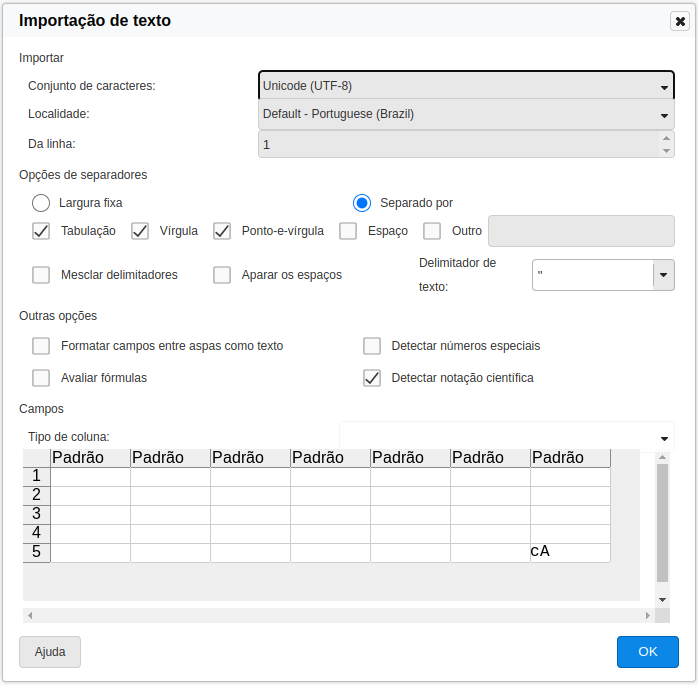 Importação de texto
Importar
Conjunto de caracteres: Unicode (UTF-8)
Localidade: Default - Portuguese (Brazil)
Da linha: 1
Opções de separadores
Largura fixa Separado por
Tabulação Vírgula Ponto-e-vírgula Espaço Outro
Mesclar delimitadores Aparar os espaços Delimitador de
texto: "
Outras opções
Formatar campos entre aspas como texto Detectar números especiais
Avaliar fórmulas Detectar notação científica
Campos
Tipo de coluna:
Padrão Padrão Padrão Padrão Padrão Padrão Padrão
1
2
3
4
5 cA
Ajuda OK